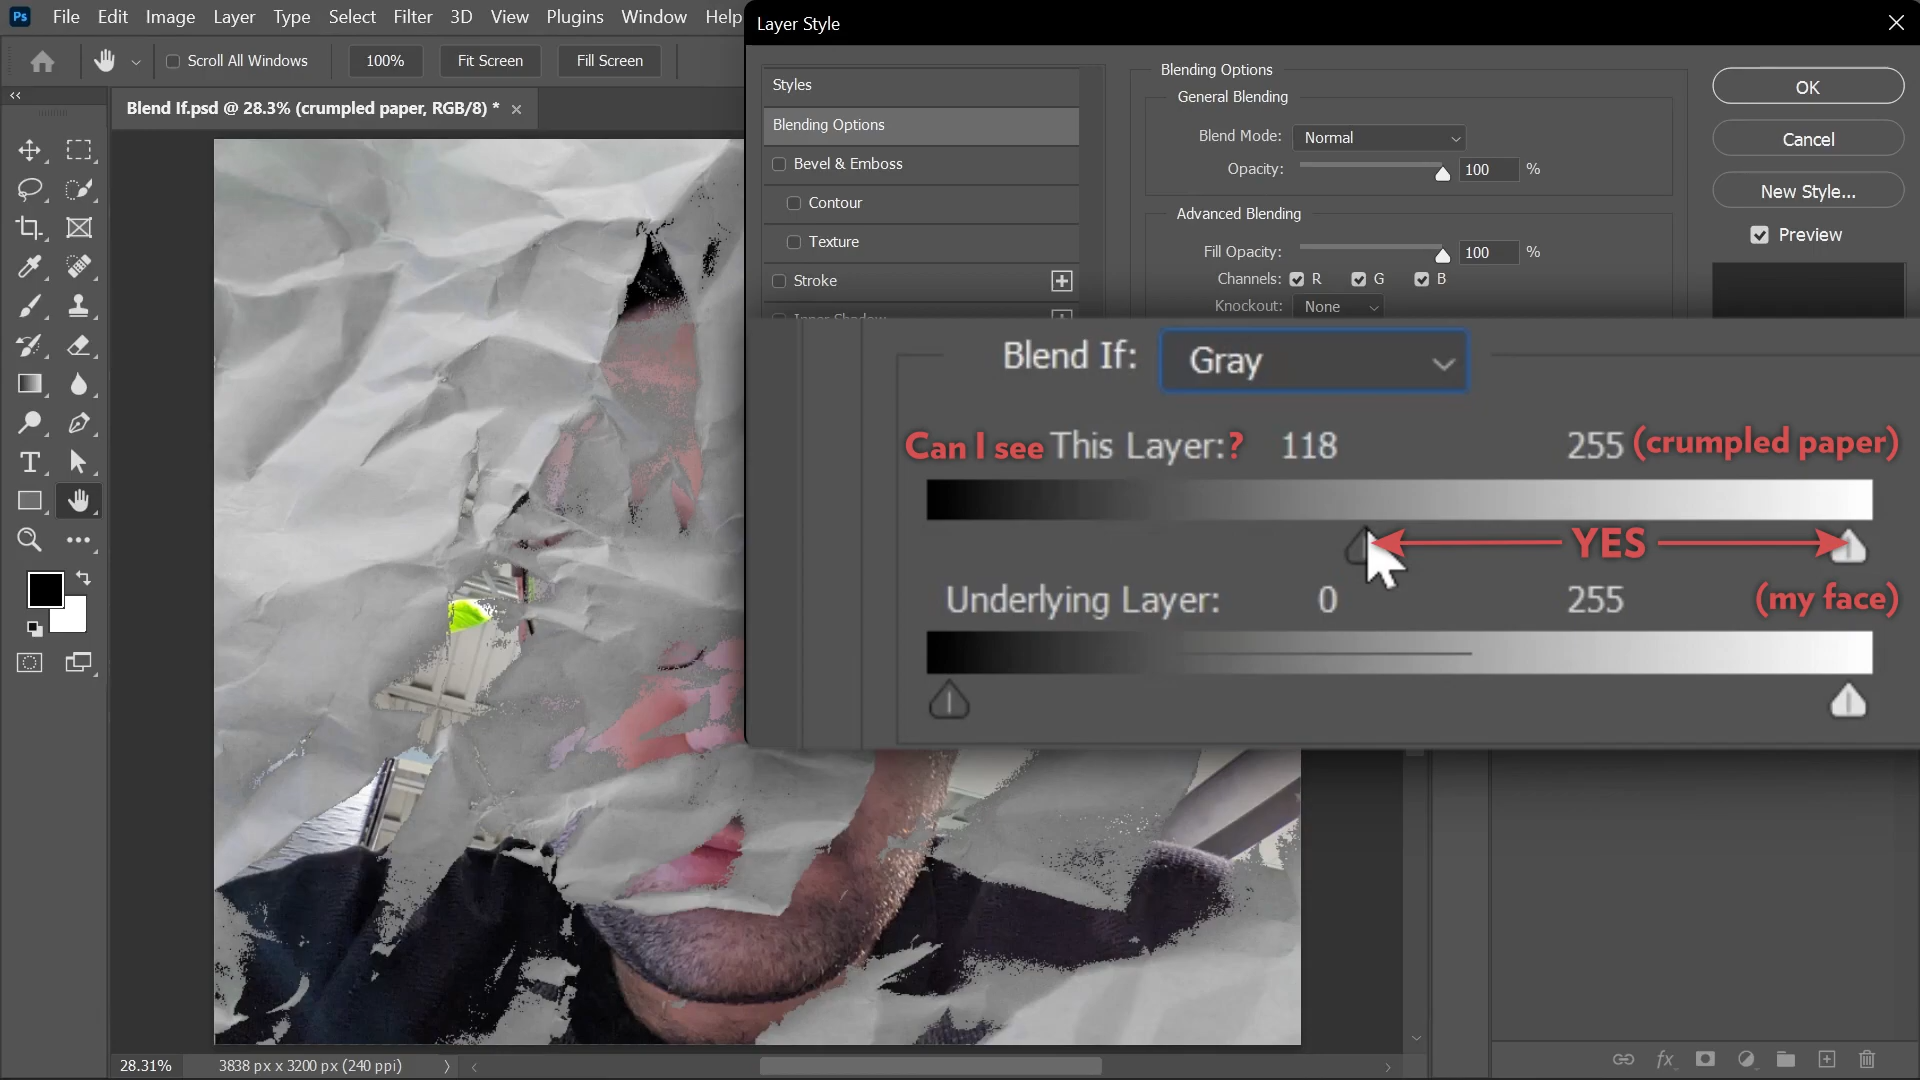 Ps File Edit Image Layer Type Select Filter 3D View Plugins Window Help
Layer Style
Scroll All Windows 100% Fit Screen Fill Screen
Blend If.psd @ 28.3% (crumpled paper, RGB/8) *
Styles
Blending Options
Bevel & Emboss
Contour
Texture
Stroke
Inner Shadow
Blending Options
General Blending
Blend Mode: Normal
Opacity: 100 %
Advanced Blending
Fill Opacity: 100 %
Channels: R G B
Knockout: None
OK
Cancel
New Style...
Preview
Blend If: Gray
Can I see This Layer:? 118 255 (crumpled paper)
YES
Underlying Layer: 0 255 (my face)
T
28.31% 3838 px x 3200 px (240 ppi)
fx